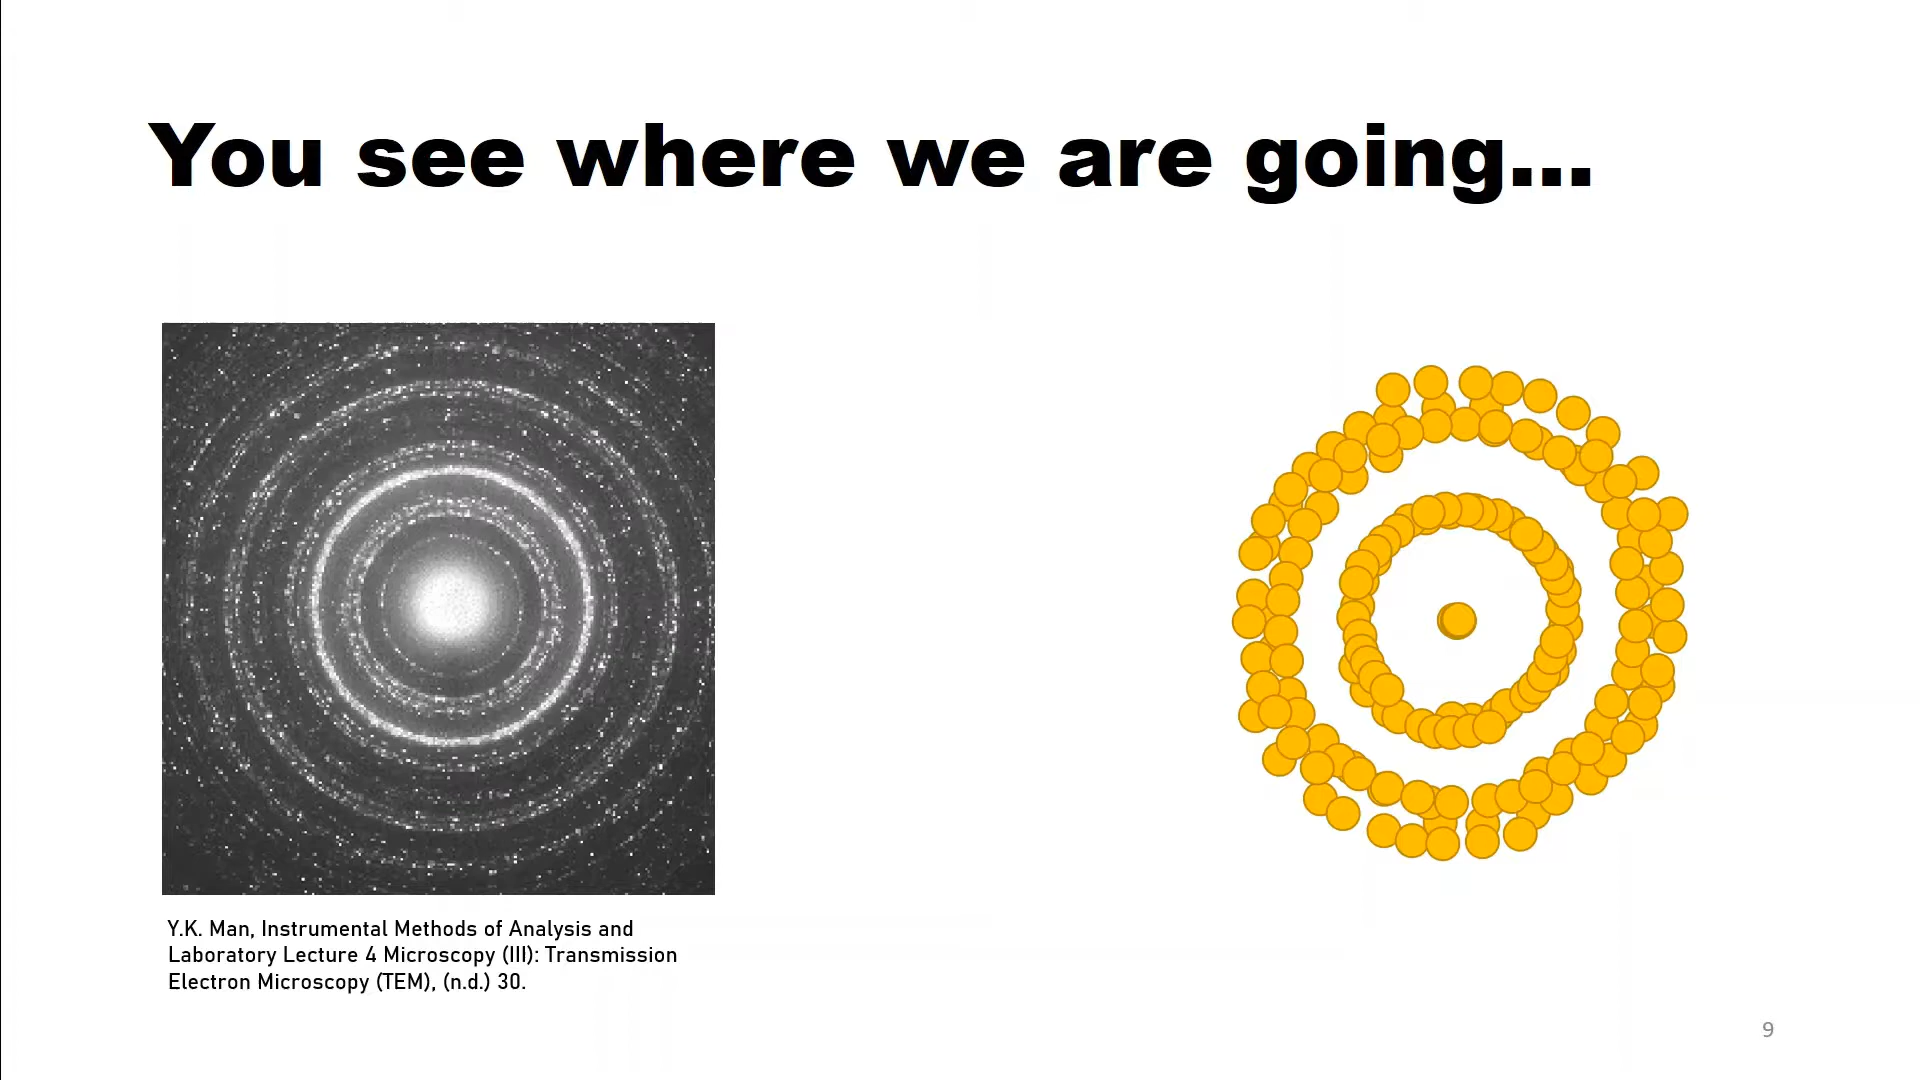 You see where we are going...
Y.K. Man, Instrumental Methods of Analysis and
Laboratory Lecture 4 Microscopy (III): Transmission
Electron Microscopy (TEM), (n.d.) 30.
9